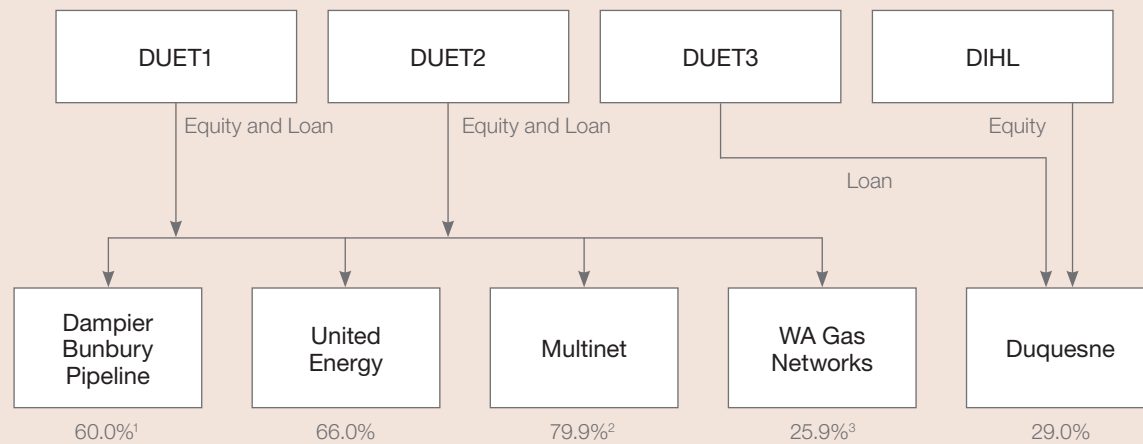 DUET1
DUET2
DUET3
DIHL
Equity and Loan
Equity and Loan
Equity
Loan
Dampier
Bunbury
Pipeline
United
Energy
Multinet
WA Gas
Networks
Duquesne
60.0%¹
66.0%
79.9%²
25.9%³
29.0%